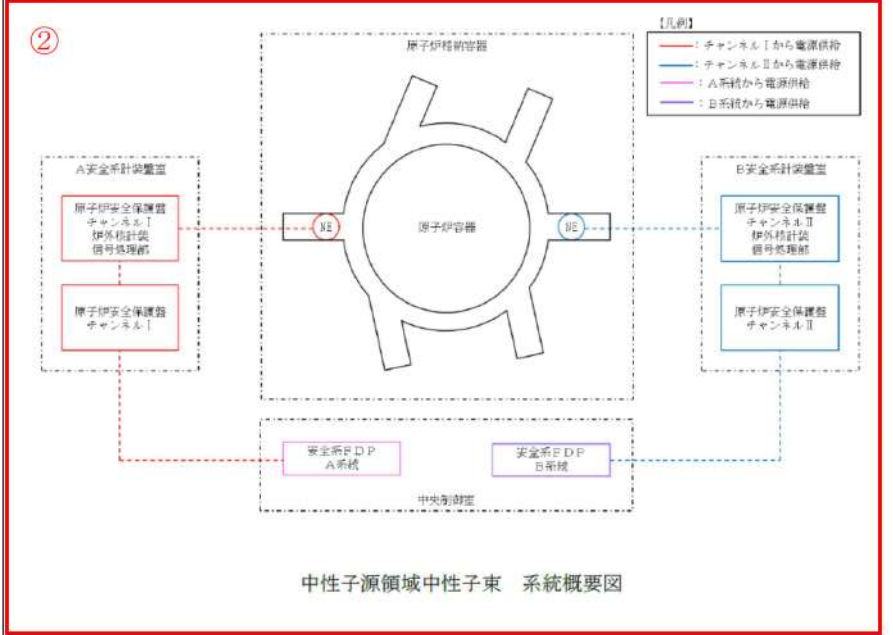 ②
【凡例】
：チャンネルⅠから電源供給
：チャンネルⅡから電源供給
：A系統から電源供給
：B系統から電源供給
原子炉格納容器
A安全系計装盤室
原子炉安全保護盤
チャンネルⅠ
炉外核計装
信号処理部
原子炉安全保護盤
チャンネルⅠ
NE
原子炉容器
NE
B安全系計装盤室
原子炉安全保護盤
チャンネルⅡ
炉外核計装
信号処理部
原子炉安全保護盤
チャンネルⅡ
安全系FDP
A系統
安全系FDP
B系統
中央制御室
中性子源領域中性子束　系統概要図